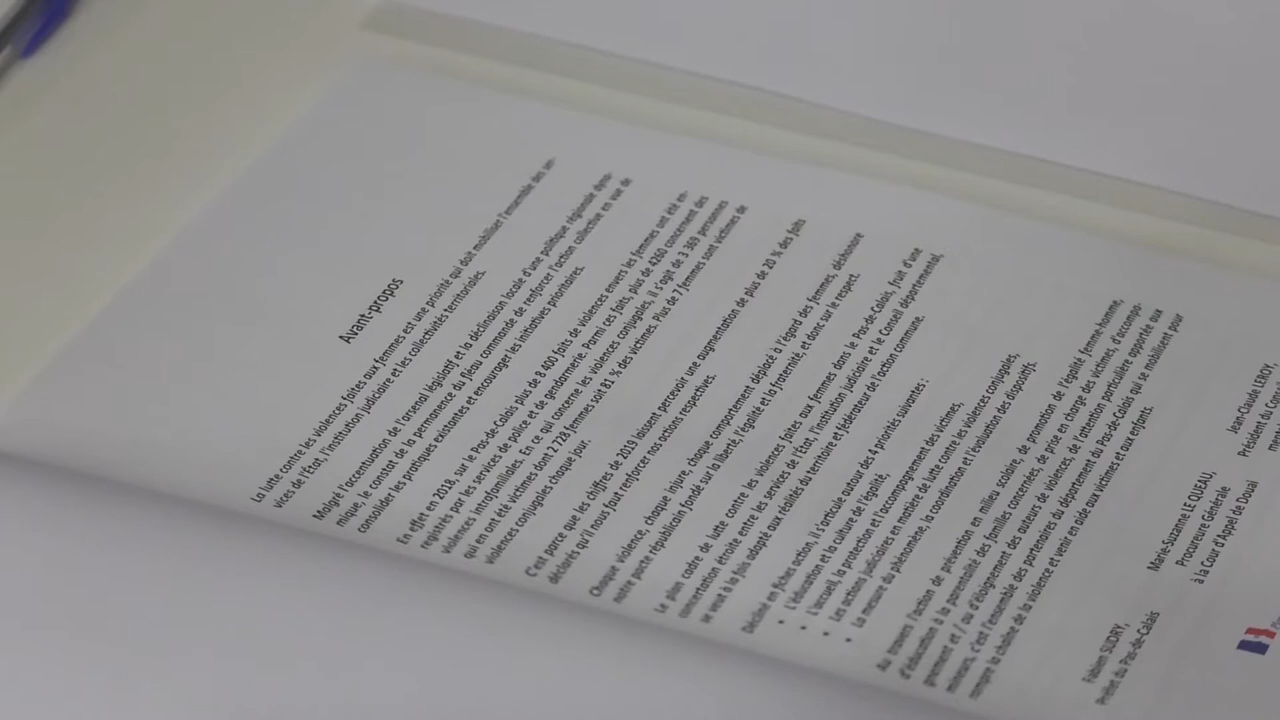 Avant-propos
La lutte contre les violences faites aux femmes est une priorité qui doit mobiliser l'ensemble des ser-
vices de l'État, l'institution judiciaire et les collectivités territoriales.
Malgré l'accentuation de l'arsenal législatif et la déclinaison locale d'une politique régionale dyna-
mique, le constat de la permanence du fléau commande de renforcer l'action collective en vue de
consolider les pratiques existantes et encourager les initiatives prioritaires.
En effet en 2018, sur le Pas-de-Calais plus de 8 400 faits de violences envers les femmes ont été en-
registrés par les services de police et de gendarmerie. Parmi ces faits, plus de 4260 concernent des
violences intrafamiliales. En ce qui concerne les violences conjugales, il s'agit de 3 369 personnes
qui en ont été victimes dont 2 728 femmes soit 81 % des victimes. Plus de 7 femmes sont victimes de
violences conjugales chaque jour.
C'est parce que les chiffres de 2019 laissent percevoir une augmentation de plus de 20 % des faits
déclarés qu'il nous faut renforcer nos actions respectives.
Chaque violence, chaque injure, chaque comportement déplacé à l'égard des femmes, déshonore
notre pacte républicain fondé sur la liberté, l'égalité et la fraternité, et donc sur le respect.
Le plan cadre de lutte contre les violences faites aux femmes dans le Pas-de-Calais, fruit d'une
concertation étroite entre les services de l'État, l'institution judiciaire et le Conseil départemental,
se veut à la fois adapté aux réalités du territoire et fédérateur de l'action commune.
Décliné en fiches action, il s'articule autour des 4 priorités suivantes :
• L'éducation et la culture de l'égalité,
• L'accueil, la protection et l'accompagnement des victimes,
• Les actions judiciaires en matière de lutte contre les violences conjugales,
• La mesure du phénomène, la coordination et l'évaluation des dispositifs.
Au travers l'action de prévention en milieu scolaire, de promotion de l'égalité femme-homme,
d'éducation à la parentalité des familles concernées, de prise en charge des victimes, d'accompa-
gnement et / ou d'éloignement des auteurs de violences, de l'attention particulière apportée aux
mineurs, c'est l'ensemble des partenaires du département du Pas-de-Calais qui se mobilisent pour
rompre la chaîne de la violence et venir en aide aux victimes et aux enfants.
Fabien SUDRY,
Préfet du Pas-de-Calais
Marie-Suzanne LE QUEAU,
Procureure Générale
à la Cour d'Appel de Douai
Jean-Claude LEROY,
Président du